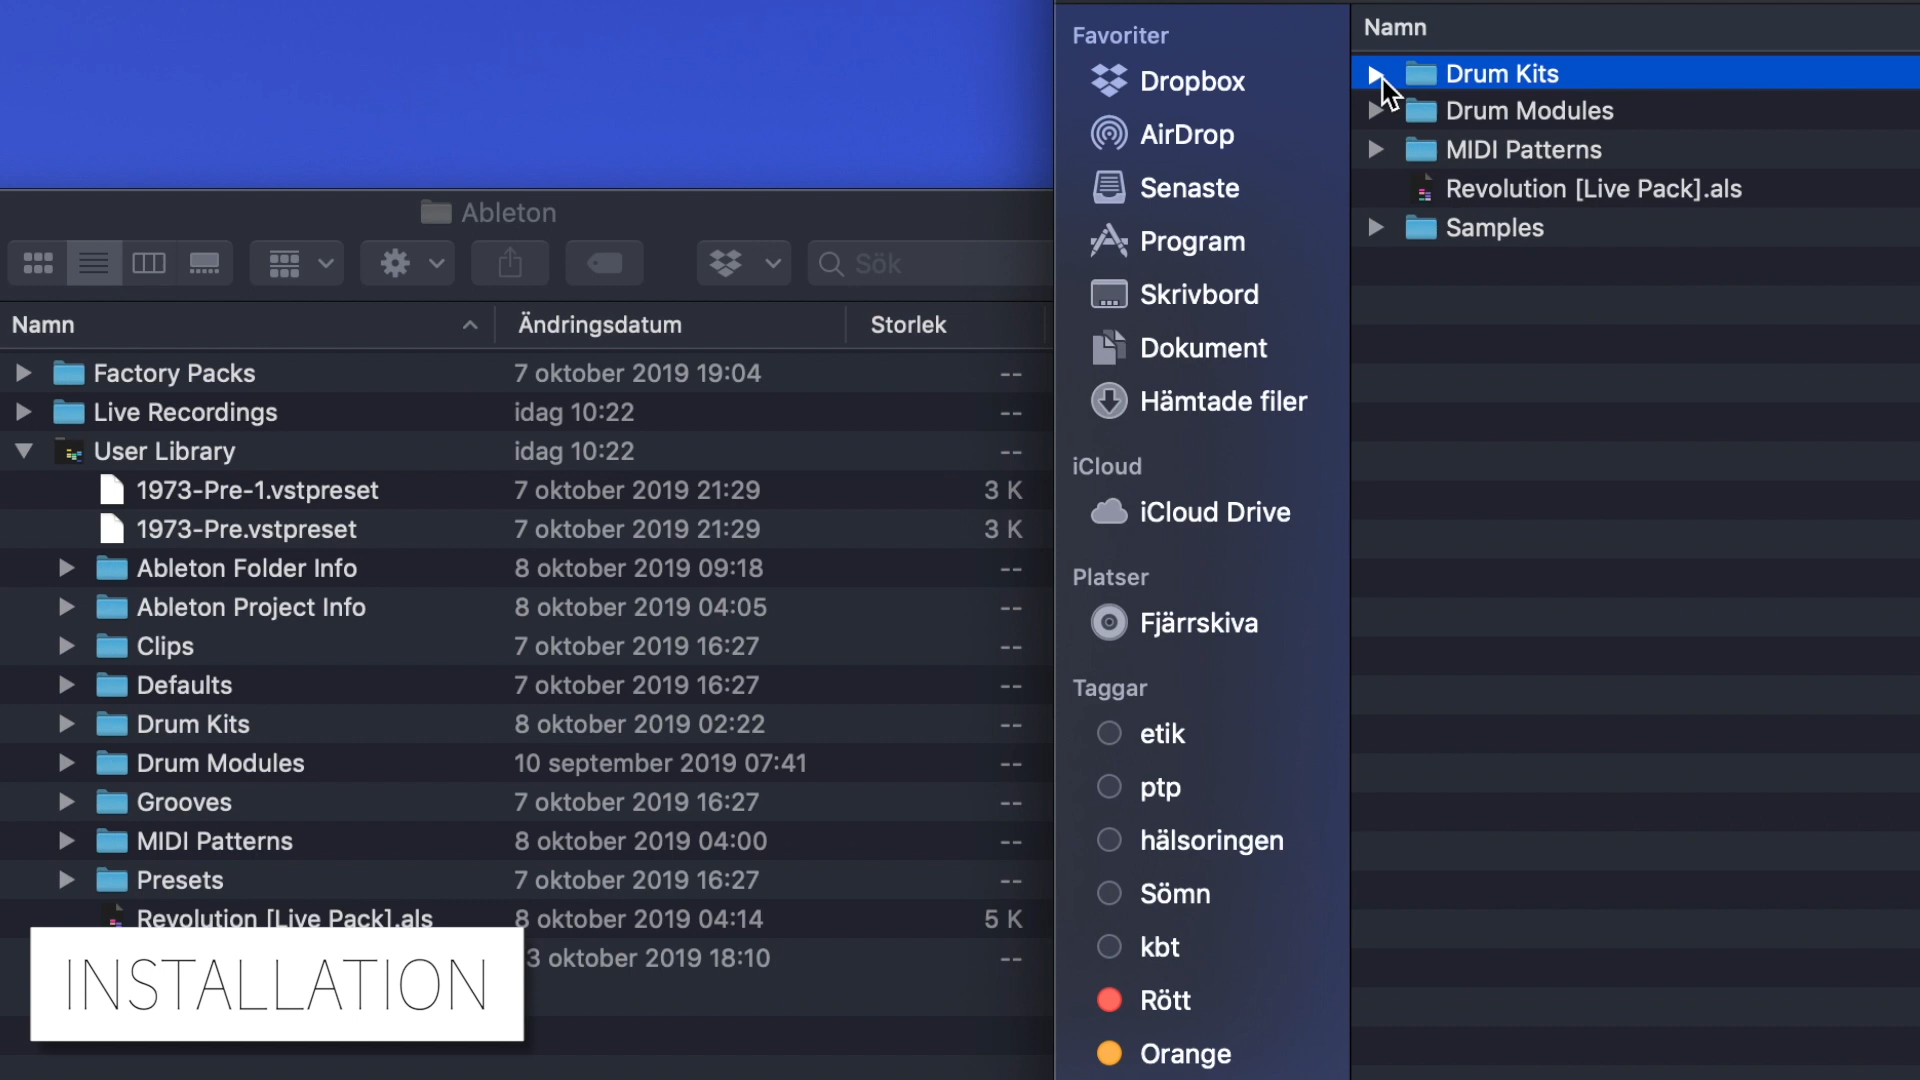 Ableton
Sök
Namn Ändringsdatum Storlek
Factory Packs 7 oktober 2019 19:04 --
Live Recordings idag 10:22 --
User Library idag 10:22 --
1973-Pre-1.vstpreset 7 oktober 2019 21:29 3 K
1973-Pre.vstpreset 7 oktober 2019 21:29 3 K
Ableton Folder Info 8 oktober 2019 09:18 --
Ableton Project Info 8 oktober 2019 04:05 --
Clips 7 oktober 2019 16:27 --
Defaults 7 oktober 2019 16:27 --
Drum Kits 8 oktober 2019 02:22 --
Drum Modules 10 september 2019 07:41 --
Grooves 7 oktober 2019 16:27 --
MIDI Patterns 8 oktober 2019 04:00 --
Presets 7 oktober 2019 16:27 --
Revolution [Live Pack].als 8 oktober 2019 04:14 5 K
3 oktober 2019 18:10 --
INSTALLATION
Favoriter
Dropbox
AirDrop
Senaste
Program
Skrivbord
Dokument
Hämtade filer
iCloud
iCloud Drive
Platser
Fjärrskiva
Taggar
etik
ptp
hälsoringen
Sömn
kbt
Rött
Orange
Namn
Drum Kits
Drum Modules
MIDI Patterns
Revolution [Live Pack].als
Samples